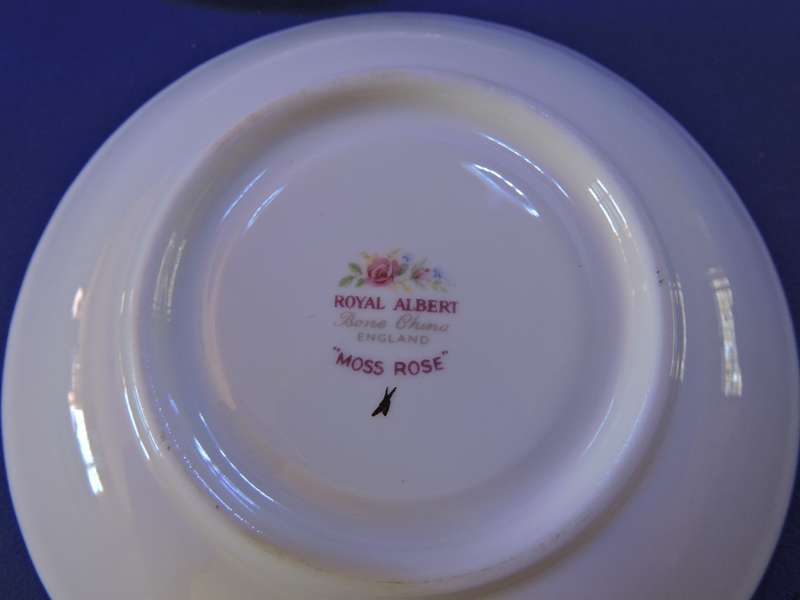 ROYAL ALBERT
Bone China
ENGLAND
"MOSS ROSE"